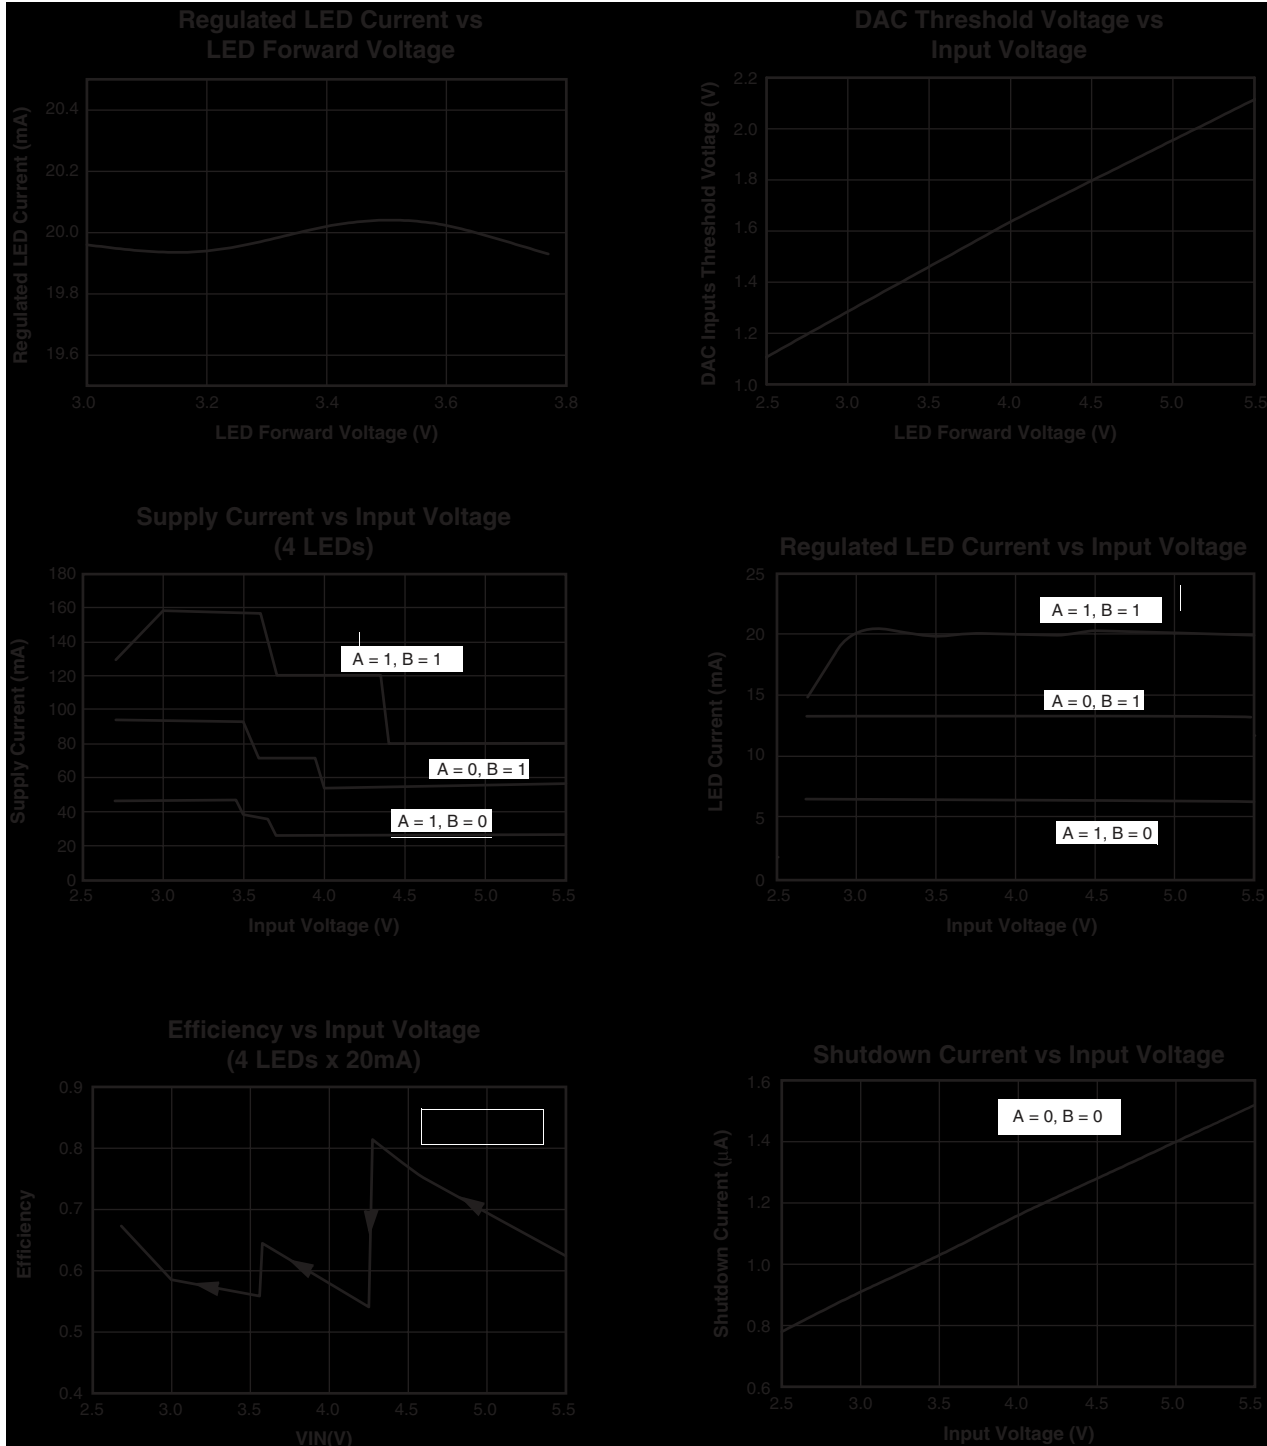 Regulated LED Current vs
LED Forward Voltage
Regulated LED Current (mA)
20.4
20.2
20.0
19.8
19.6
3.0 3.2 3.4 3.6 3.8
LED Forward Voltage (V)
DAC Threshold Voltage vs
Input Voltage
DAC Inputs Threshold Votlage (V)
2.2
2.0
1.8
1.6
1.4
1.2
1.0
2.5 3.0 3.5 4.0 4.5 5.0 5.5
LED Forward Voltage (V)
Supply Current vs Input Voltage
(4 LEDs)
Supply Current (mA)
180
160
140
120
100
80
60
40
20
0
A = 1, B = 1
A = 0, B = 1
A = 1, B = 0
2.5 3.0 3.5 4.0 4.5 5.0 5.5
Input Voltage (V)
Regulated LED Current vs Input Voltage
LED Current (mA)
25
20
15
10
5
0
A = 1, B = 1
A = 0, B = 1
A = 1, B = 0
2.5 3.0 3.5 4.0 4.5 5.0 5.5
Input Voltage (V)
Efficiency vs Input Voltage
(4 LEDs x 20mA)
Efficiency
0.9
0.8
0.7
0.6
0.5
0.4
2.5 3.0 3.5 4.0 4.5 5.0 5.5
VIN(V)
Shutdown Current vs Input Voltage
Shutdown Current (µA)
1.6
1.4
1.2
1.0
0.8
0.6
A = 0, B = 0
2.5 3.0 3.5 4.0 4.5 5.0 5.5
Input Voltage (V)